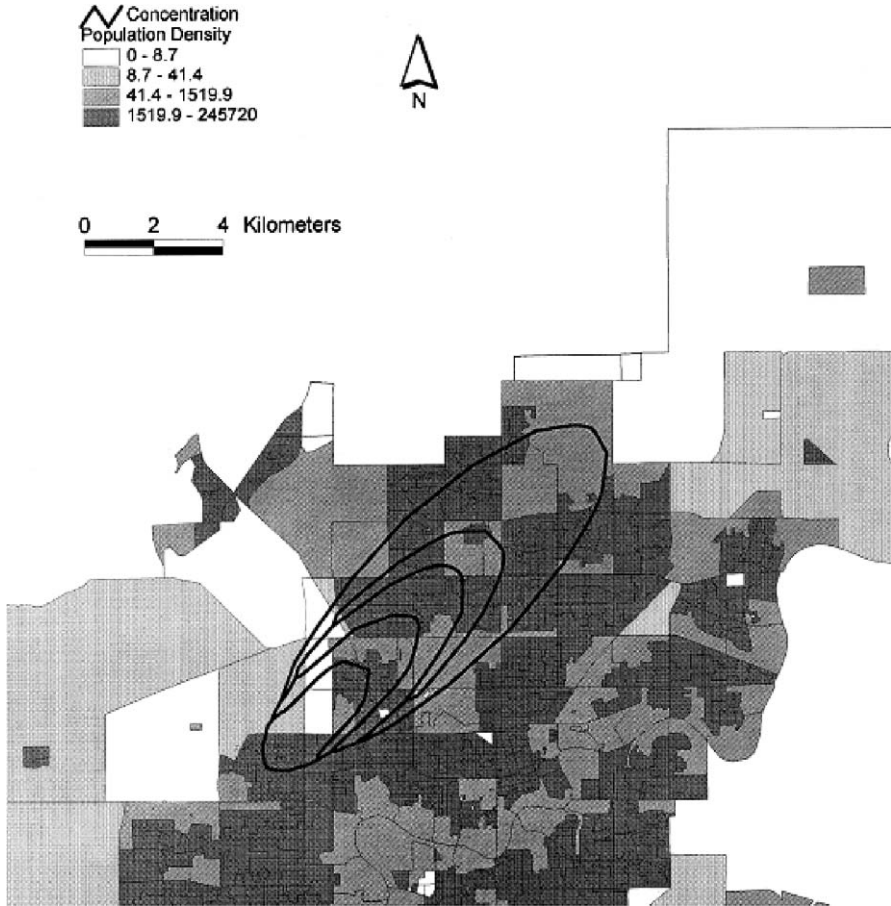 Concentration
Population Density
0 - 8.7
8.7 - 41.4
41.4 - 1519.9
1519.9 - 245720
N
0 2 4 Kilometers